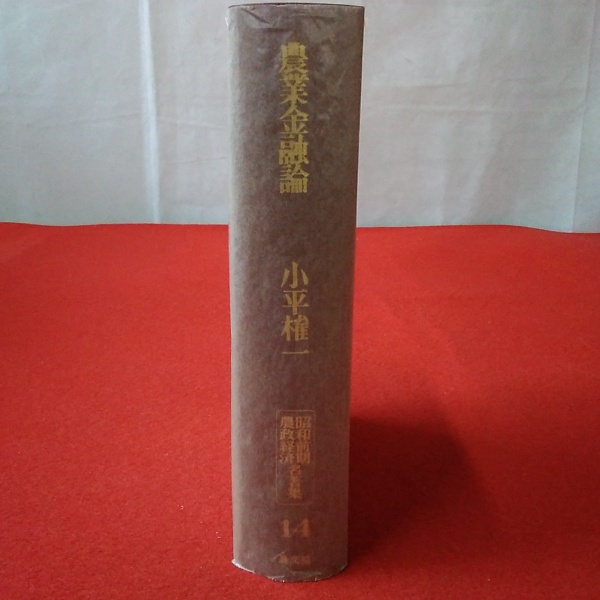 農業金融論
小平権一
昭和前期
農政経済
名著集
14